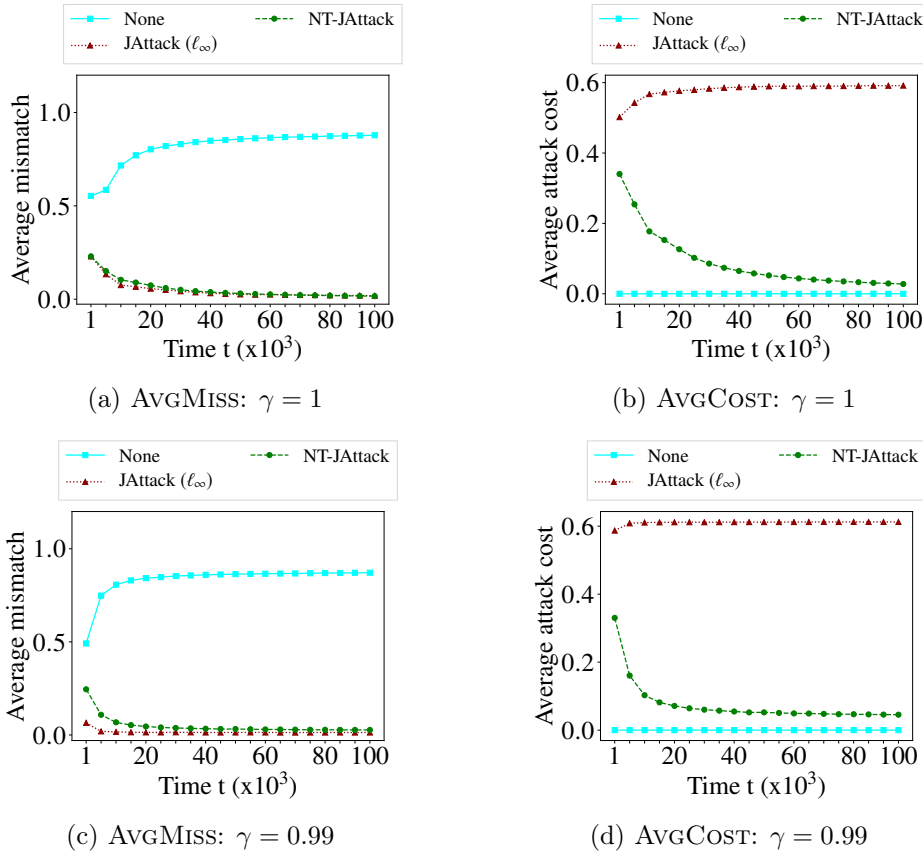 None
NT-JAttack
JAttack (ℓ∞)
None
NT-JAttack
JAttack (ℓ∞)
Average mismatch
1.0
0.5
0.0
1 20 40 60 80 100
Time t (x10³)
Average attack cost
0.6
0.4
0.2
0.0
1 20 40 60 80 100
Time t (x10³)
(a) AVGMISS: γ = 1
(b) AVGCOST: γ = 1
None
NT-JAttack
JAttack (ℓ∞)
None
NT-JAttack
JAttack (ℓ∞)
Average mismatch
1.0
0.5
0.0
1 20 40 60 80 100
Time t (x10³)
Average attack cost
0.6
0.4
0.2
0.0
1 20 40 60 80 100
Time t (x10³)
(c) AVGMISS: γ = 0.99
(d) AVGCOST: γ = 0.99